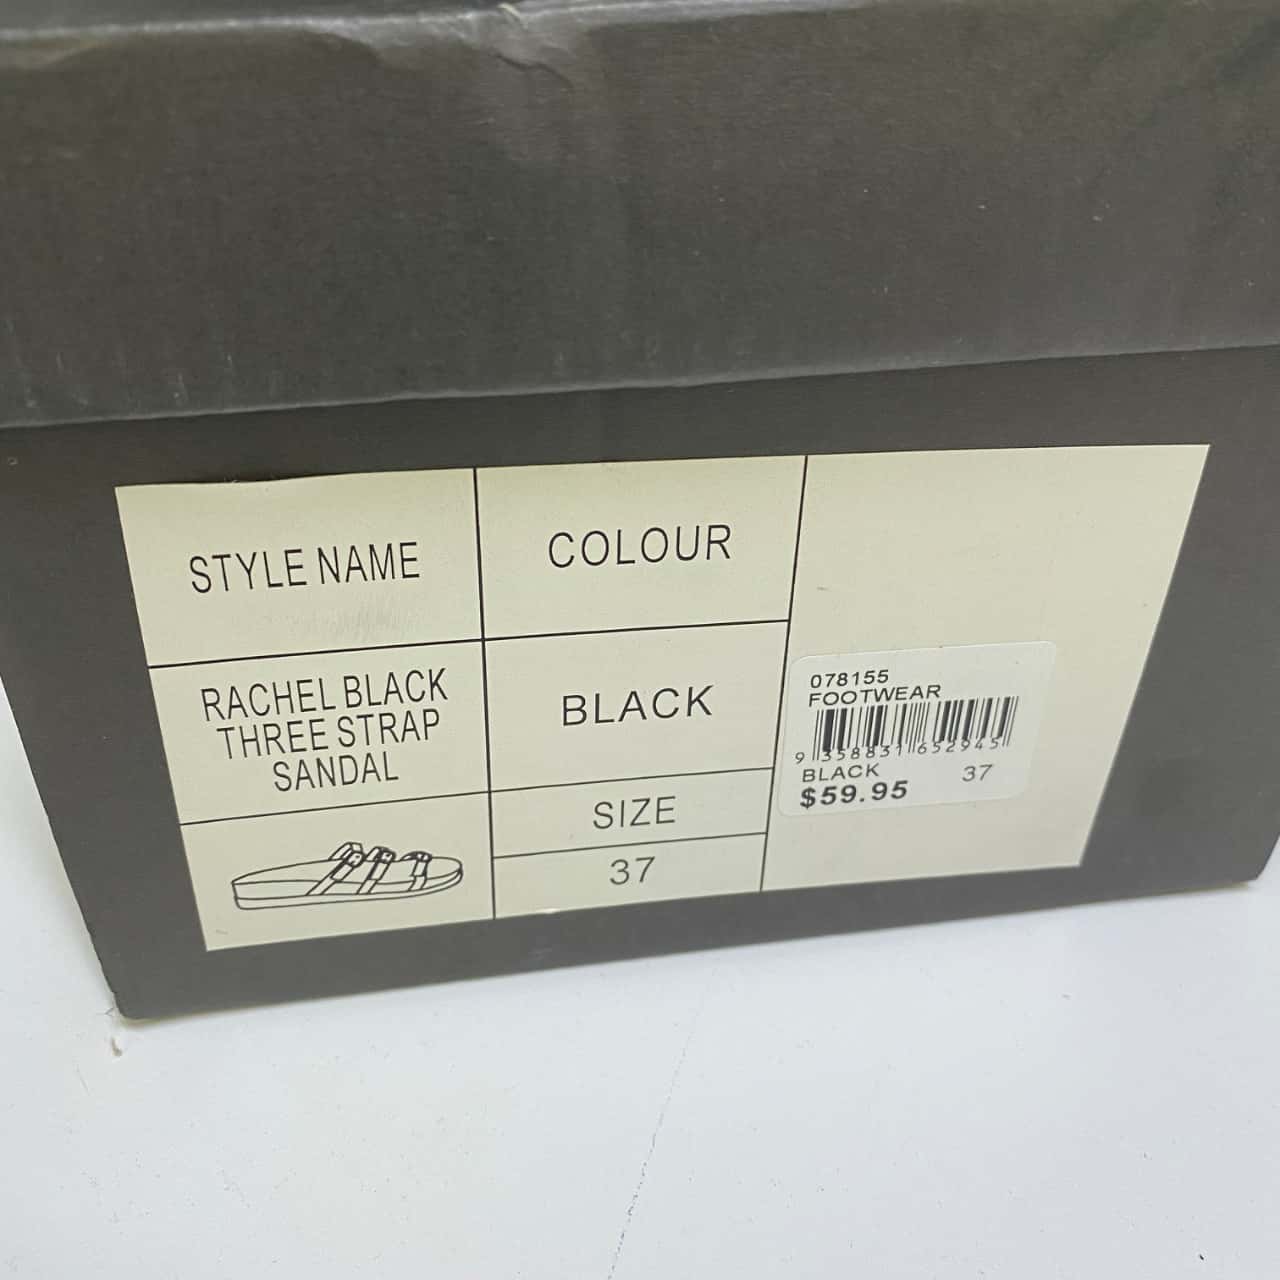 STYLE NAME
COLOUR
RACHEL BLACK
THREE STRAP
SANDAL
BLACK
SIZE
37
078155
FOOTWEAR
9 358831 652945
BLACK 37
$59.95